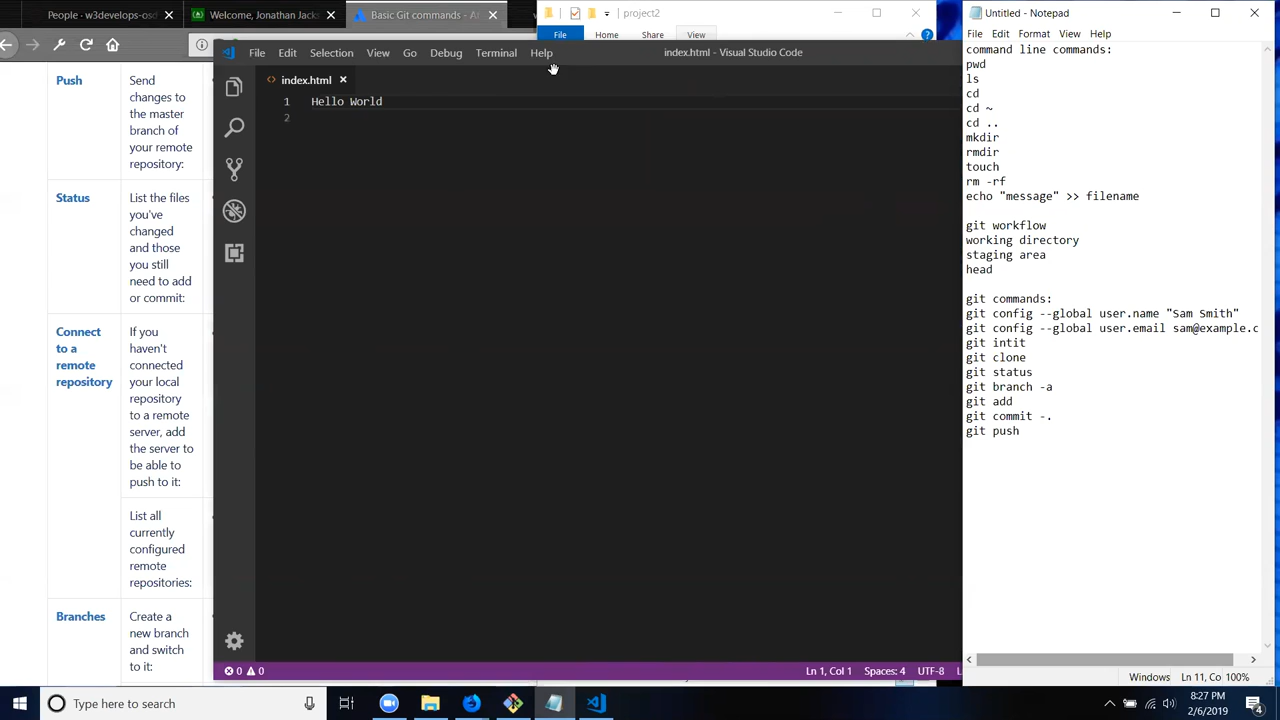 People · w3develops-osc
Welcome, Jonathan Jacks
Basic Git commands - At
project2
File Home Share View
Push
Send
changes to
the master
branch of
your remote
repository:
Status
List the files
you've
changed
and those
you still
need to add
or commit:
Connect
to a
remote
repository
If you
haven't
connected
your local
repository
to a remote
server, add
the server to
be able to
push to it:
List all
currently
configured
remote
repositories:
Branches
Create a
new branch
and switch
to it:
File Edit Selection View Go Debug Terminal Help
index.html - Visual Studio Code
index.html
1 Hello World
2
0 0
Ln 1, Col 1 Spaces: 4 UTF-8
Untitled - Notepad
File Edit Format View Help
command line commands:
pwd
ls
cd
cd ~
cd ..
mkdir
rmdir
touch
rm -rf
echo "message" >> filename
git workflow
working directory
staging area
head
git commands:
git config --global user.name "Sam Smith"
git config --global user.email sam@example.c
git intit
git clone
git status
git branch -a
git add
git commit -.
git push
Windows Ln 11, Co 100%
Type here to search
8:27 PM
2/6/2019
4